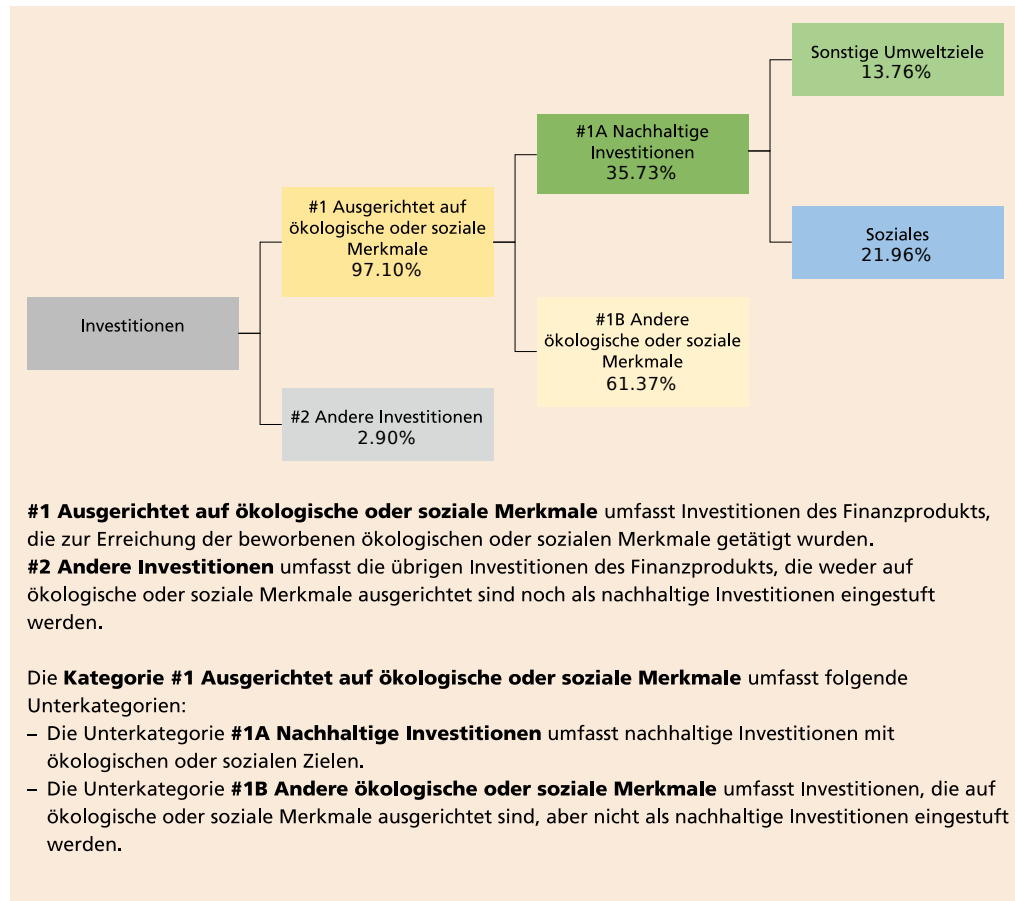 Sonstige Umweltziele
13.76%
#1A Nachhaltige
Investitionen
35.73%
#1 Ausgerichtet auf
ökologische oder soziale
Merkmale
97.10%
Soziales
21.96%
Investitionen
#1B Andere
ökologische oder soziale
Merkmale
61.37%
#2 Andere Investitionen
2.90%
#1 Ausgerichtet auf ökologische oder soziale Merkmale umfasst Investitionen des Finanzprodukts,
die zur Erreichung der beworbenen ökologischen oder sozialen Merkmale getätigt wurden.
#2 Andere Investitionen umfasst die übrigen Investitionen des Finanzprodukts, die weder auf
ökologische oder soziale Merkmale ausgerichtet sind noch als nachhaltige Investitionen eingestuft
werden.
Die Kategorie #1 Ausgerichtet auf ökologische oder soziale Merkmale umfasst folgende
Unterkategorien:
– Die Unterkategorie #1A Nachhaltige Investitionen umfasst nachhaltige Investitionen mit
ökologischen oder sozialen Zielen.
– Die Unterkategorie #1B Andere ökologische oder soziale Merkmale umfasst Investitionen, die auf
ökologische oder soziale Merkmale ausgerichtet sind, aber nicht als nachhaltige Investitionen eingestuft
werden.